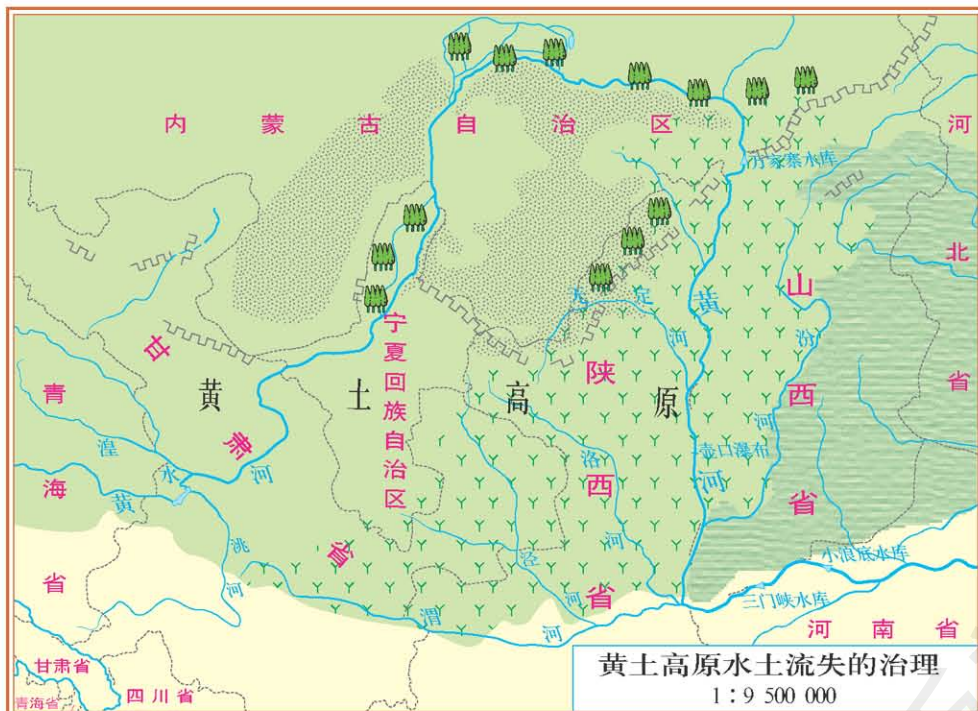 内蒙古自治区
河北省
万家寨水库
山西省
汾河
黄河
无定河
陕西省
宁夏回族自治区
甘肃省
黄土高原
青海省
湟水
黄河
洮河
渭河
泾河
洛河
壶口瀑布
小浪底水库
三门峡水库
河南省
甘肃省
青海省
四川省
黄土高原水土流失的治理
1:9 500 000